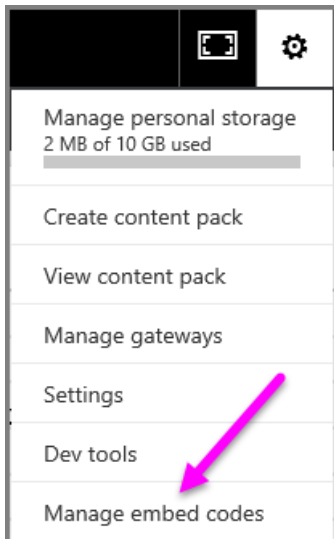 Manage personal storage
2 MB of 10 GB used
Create content pack
View content pack
Manage gateways
Settings
Dev tools
Manage embed codes